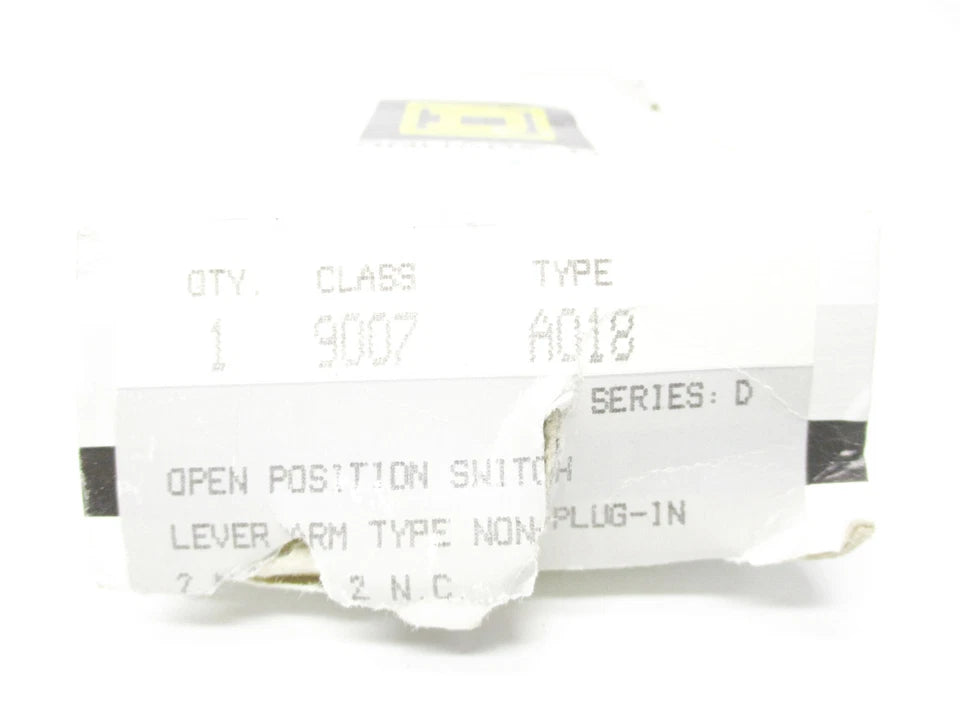 QTY. CLASS TYPE
1 9007 AO18
SERIES: D
OPEN POSITION SWITCH
LEVER ARM TYPE NON-PLUG-IN
2 N.C.